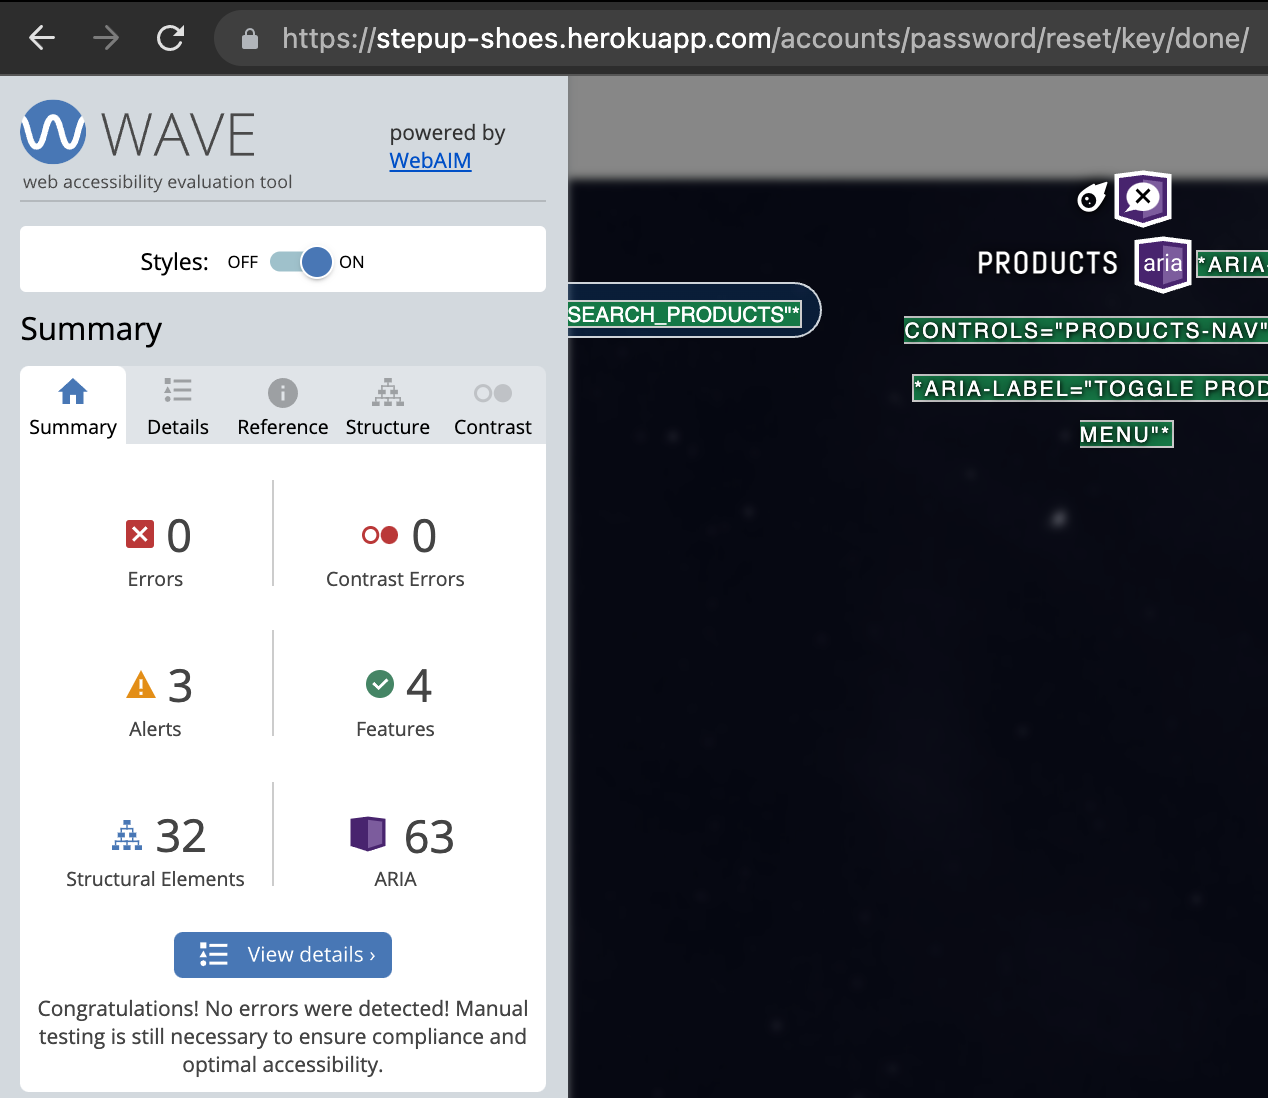 https://stepup-shoes.herokuapp.com/accounts/password/reset/key/done/
WAVE
powered by
WebAIM
web accessibility evaluation tool
Styles: OFF ON
Summary
Summary Details Reference Structure Contrast
0 0
Errors Contrast Errors
3 4
Alerts Features
32 63
Structural Elements ARIA
View details ›
Congratulations! No errors were detected! Manual
testing is still necessary to ensure compliance and
optimal accessibility.
PRODUCTS aria *ARIA-
SEARCH_PRODUCTS"*
CONTROLS="PRODUCTS-NAV"
*ARIA-LABEL="TOGGLE PROD
MENU"*